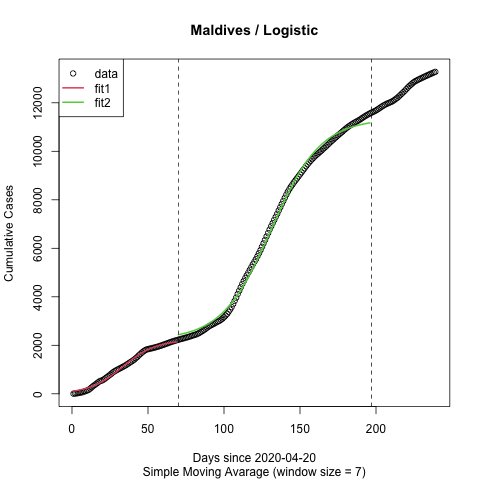 Maldives / Logistic
data
fit1
fit2
Cumulative Cases
12000
10000
8000
6000
4000
2000
0
0 50 100 150 200
Days since 2020-04-20
Simple Moving Avarage (window size = 7)